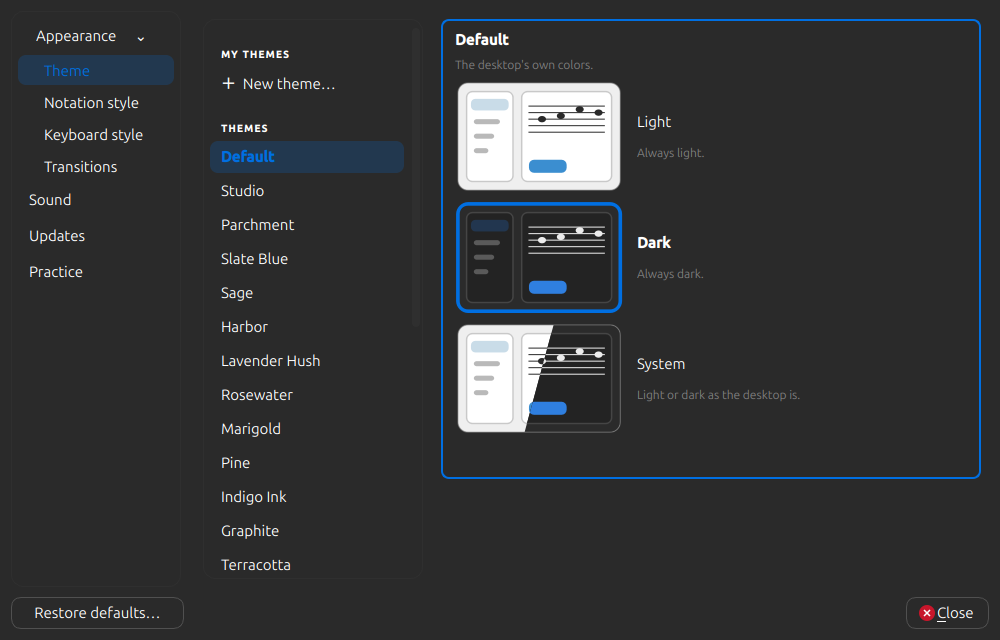 Appearance
Theme
Notation style
Keyboard style
Transitions
Sound
Updates
Practice
MY THEMES
+ New theme…
THEMES
Default
Studio
Parchment
Slate Blue
Sage
Harbor
Lavender Hush
Rosewater
Marigold
Pine
Indigo Ink
Graphite
Terracotta
Default
The desktop's own colors.
Light
Always light.
Dark
Always dark.
System
Light or dark as the desktop is.
Restore defaults…
Close